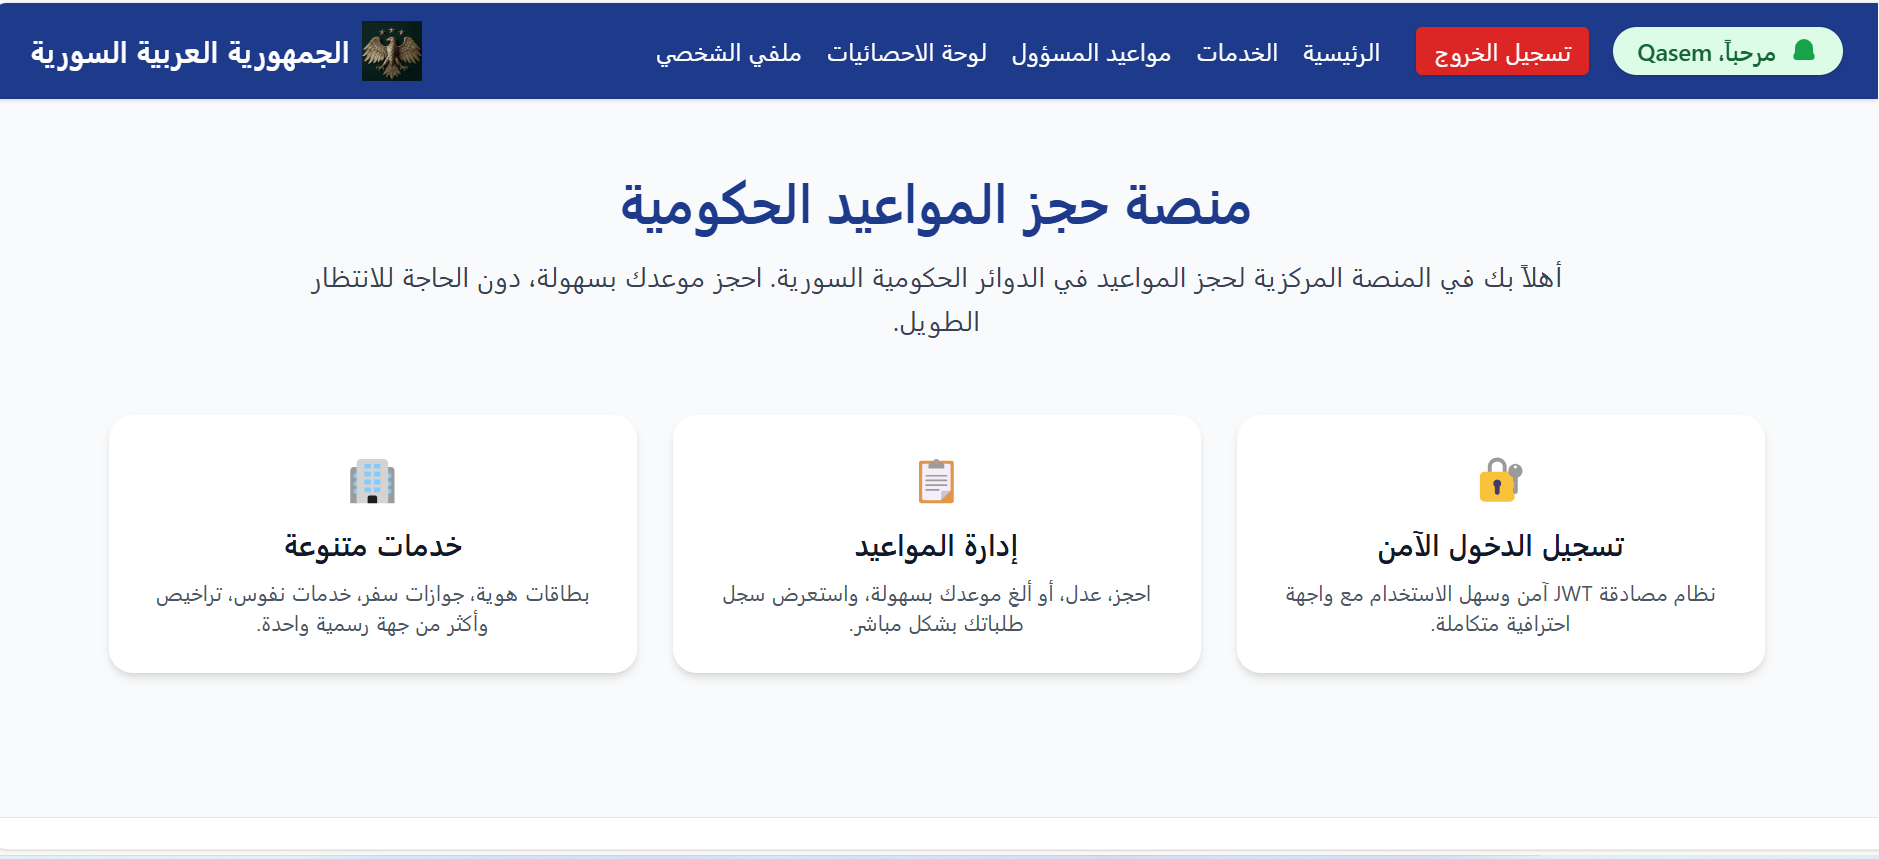 مرحباً، Qasem
تسجيل الخروج
الرئيسية
الخدمات
مواعيد المسؤول
لوحة الاحصائيات
ملفي الشخصي
الجمهورية العربية السورية
منصة حجز المواعيد الحكومية
أهلاً بك في المنصة المركزية لحجز المواعيد في الدوائر الحكومية السورية. احجز موعدك بسهولة، دون الحاجة للانتظار
الطويل.
تسجيل الدخول الآمن
نظام مصادقة JWT آمن وسهل الاستخدام مع واجهة
احترافية متكاملة.
إدارة المواعيد
احجز، عدل، أو ألغِ موعدك بسهولة، واستعرض سجل
طلباتك بشكل مباشر.
خدمات متنوعة
بطاقات هوية، جوازات سفر، خدمات نفوس، تراخيص
وأكثر من جهة رسمية واحدة.